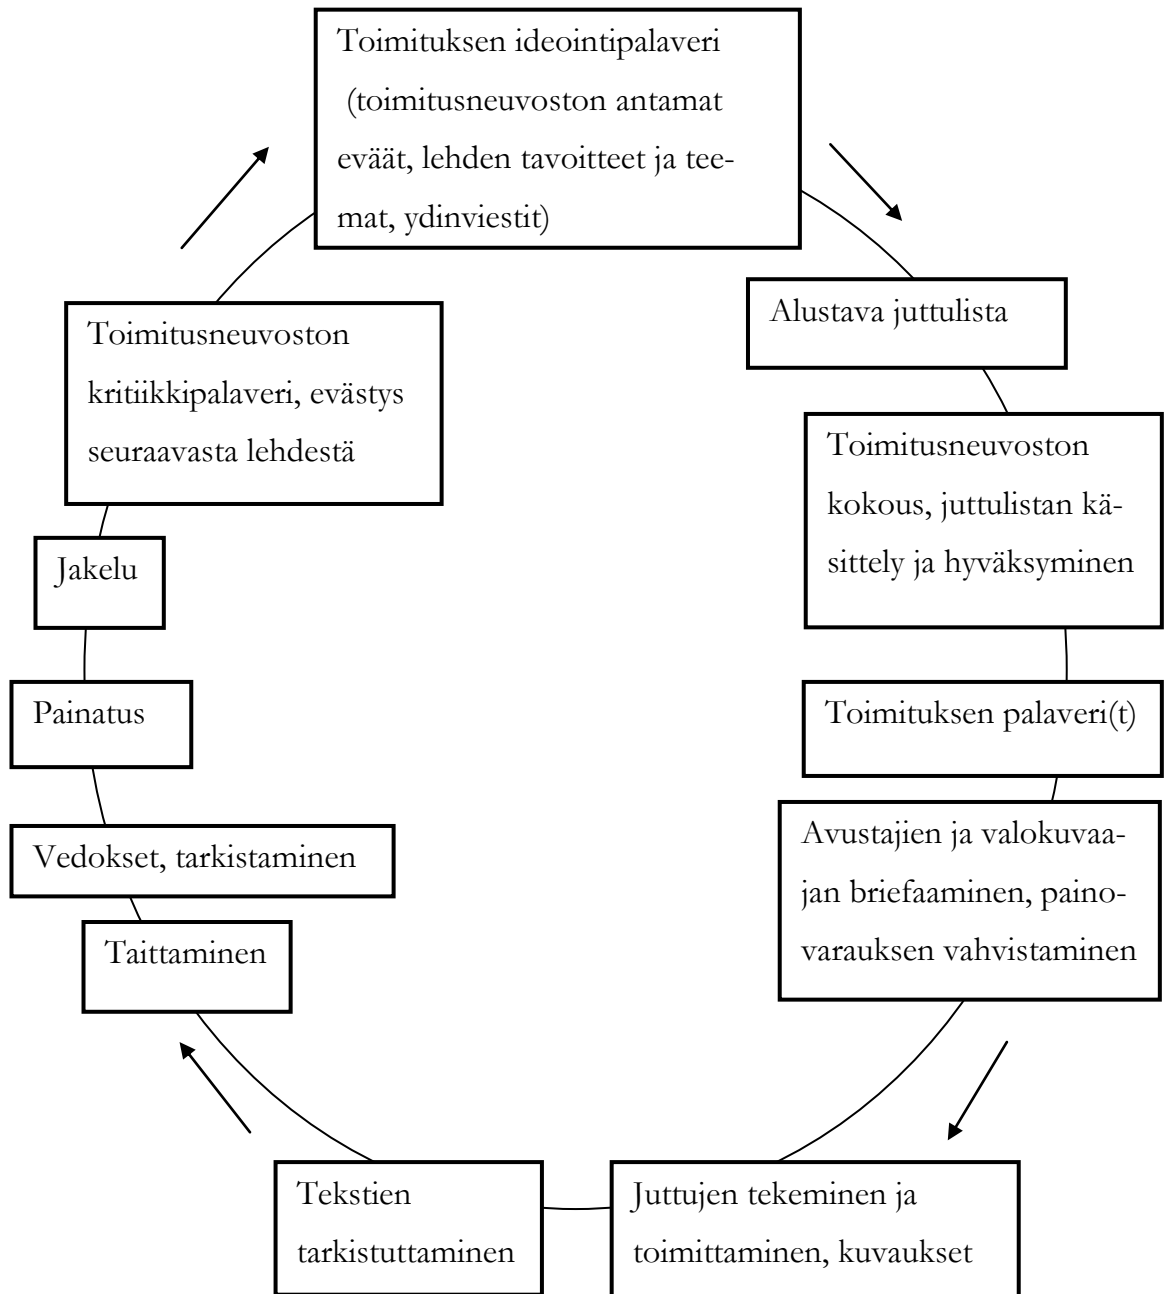 Toimituksen ideointipalaveri
(toimitusneuvoston antamat
eväät, lehden tavoitteet ja tee-
mat, ydinviestit)
Alustava juttulista
Toimitusneuvoston
kokous, juttulistan kä-
sittely ja hyväksyminen
Toimituksen palaveri(t)
Avustajien ja valokuvaa-
jan briefaaminen, paino-
varauksen vahvistaminen
Juttujen tekeminen ja
toimittaminen, kuvaukset
Tekstien
tarkistuttaminen
Taittaminen
Vedokset, tarkistaminen
Painatus
Jakelu
Toimitusneuvoston
kritiikkipalaveri, evästys
seuraavasta lehdestä